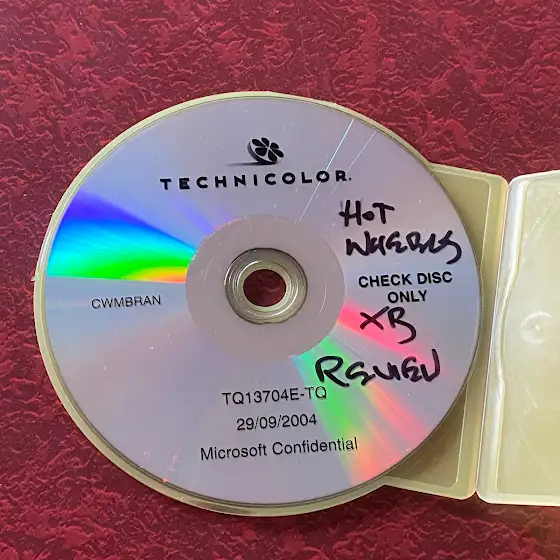 TECHNICOLOR
HOT
WHEELS
CWMBRAN
CHECK DISC
ONLY
XB
REVIEW
TQ13704E-TQ
29/09/2004
Microsoft Confidential